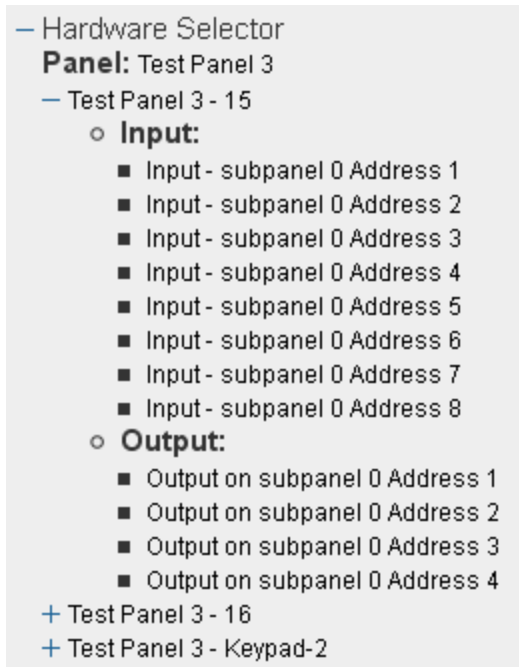 − Hardware Selector
Panel: Test Panel 3
− Test Panel 3 - 15
Input:
Input - subpanel 0 Address 1
Input - subpanel 0 Address 2
Input - subpanel 0 Address 3
Input - subpanel 0 Address 4
Input - subpanel 0 Address 5
Input - subpanel 0 Address 6
Input - subpanel 0 Address 7
Input - subpanel 0 Address 8
Output:
Output on subpanel 0 Address 1
Output on subpanel 0 Address 2
Output on subpanel 0 Address 3
Output on subpanel 0 Address 4
+ Test Panel 3 - 16
+ Test Panel 3 - Keypad-2